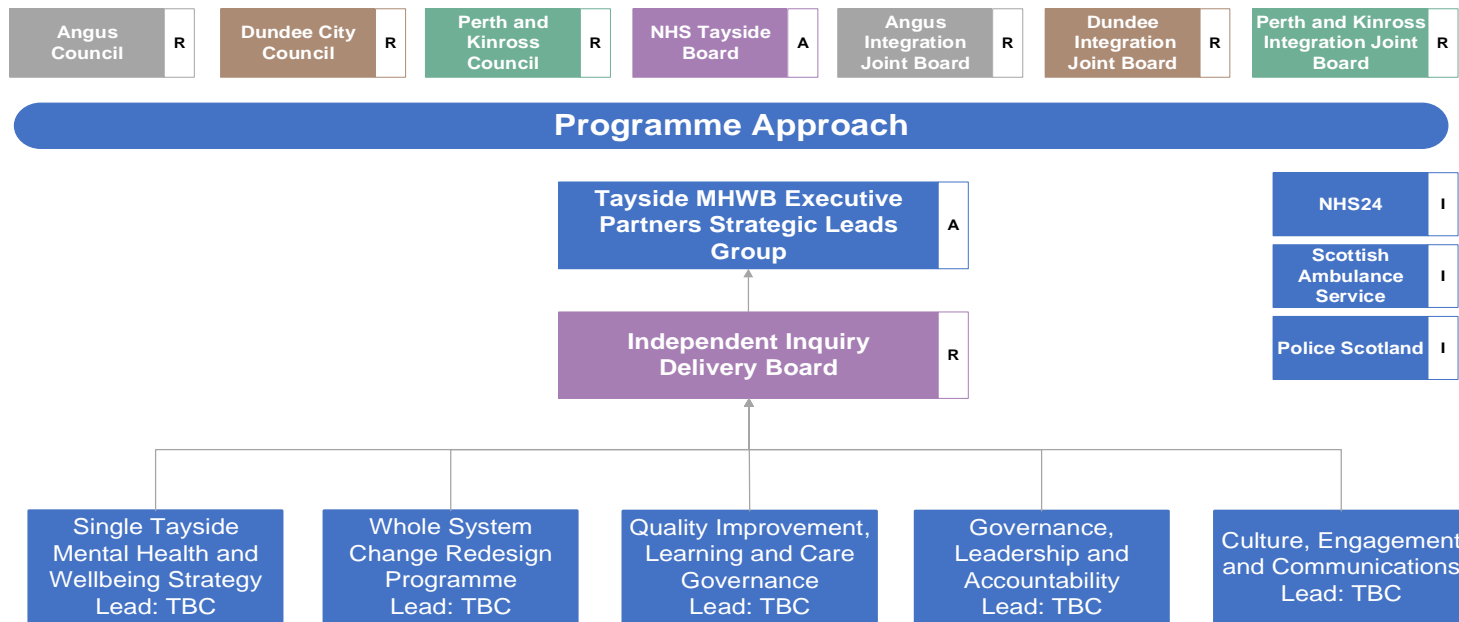 Angus
Council
R
Dundee City
Council
R
Perth and
Kinross
Council
R
NHS Tayside
Board
A
Angus
Integration
Joint Board
R
Dundee
Integration
Joint Board
R
Perth and Kinross
Integration Joint
Board
R
Programme Approach
Tayside MHWB Executive
Partners Strategic Leads
Group
A
NHS24
I
Scottish
Ambulance
Service
I
Independent Inquiry
Delivery Board
R
Police Scotland
I
Single Tayside
Mental Health and
Wellbeing Strategy
Lead: TBC
Whole System
Change Redesign
Programme
Lead: TBC
Quality Improvement,
Learning and Care
Governance
Lead: TBC
Governance,
Leadership and
Accountability
Lead: TBC
Culture, Engagement
and Communications
Lead: TBC